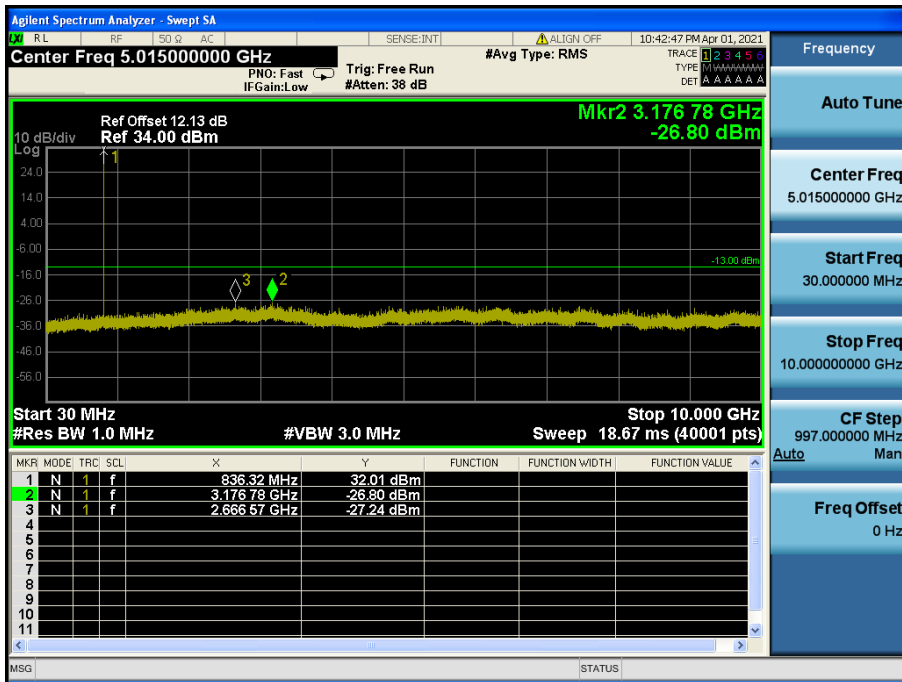 Agilent Spectrum Analyzer - Swept SA
LXI RL RF 50 Ω AC SENSE:INT ALIGN OFF 10:42:47 PM Apr 01, 2021
Center Freq 5.015000000 GHz
PNO: Fast
IFGain:Low
Trig: Free Run
#Atten: 38 dB
#Avg Type: RMS
TRACE 1 2 3 4 5 6
TYPE MWWWWW
DET A A A A A A
Mkr2 3.176 78 GHz
-26.80 dBm
Ref Offset 12.13 dB
10 dB/div Ref 34.00 dBm
Log
1
24.0
14.0
4.00
-6.00
-13.00 dBm
-16.0
3 2
-26.0
-36.0
-46.0
-56.0
Start 30 MHz Stop 10.000 GHz
#Res BW 1.0 MHz #VBW 3.0 MHz Sweep 18.67 ms (40001 pts)
MKR MODE TRC SCL X Y FUNCTION FUNCTION WIDTH FUNCTION VALUE
1 N 1 f 836.32 MHz 32.01 dBm
2 N 1 f 3.176 78 GHz -26.80 dBm
3 N 1 f 2.666 57 GHz -27.24 dBm
4
5
6
7
8
9
10
11
MSG STATUS
Frequency
Auto Tune
Center Freq
5.015000000 GHz
Start Freq
30.000000 MHz
Stop Freq
10.000000000 GHz
CF Step
997.000000 MHz
Auto Man
Freq Offset
0 Hz